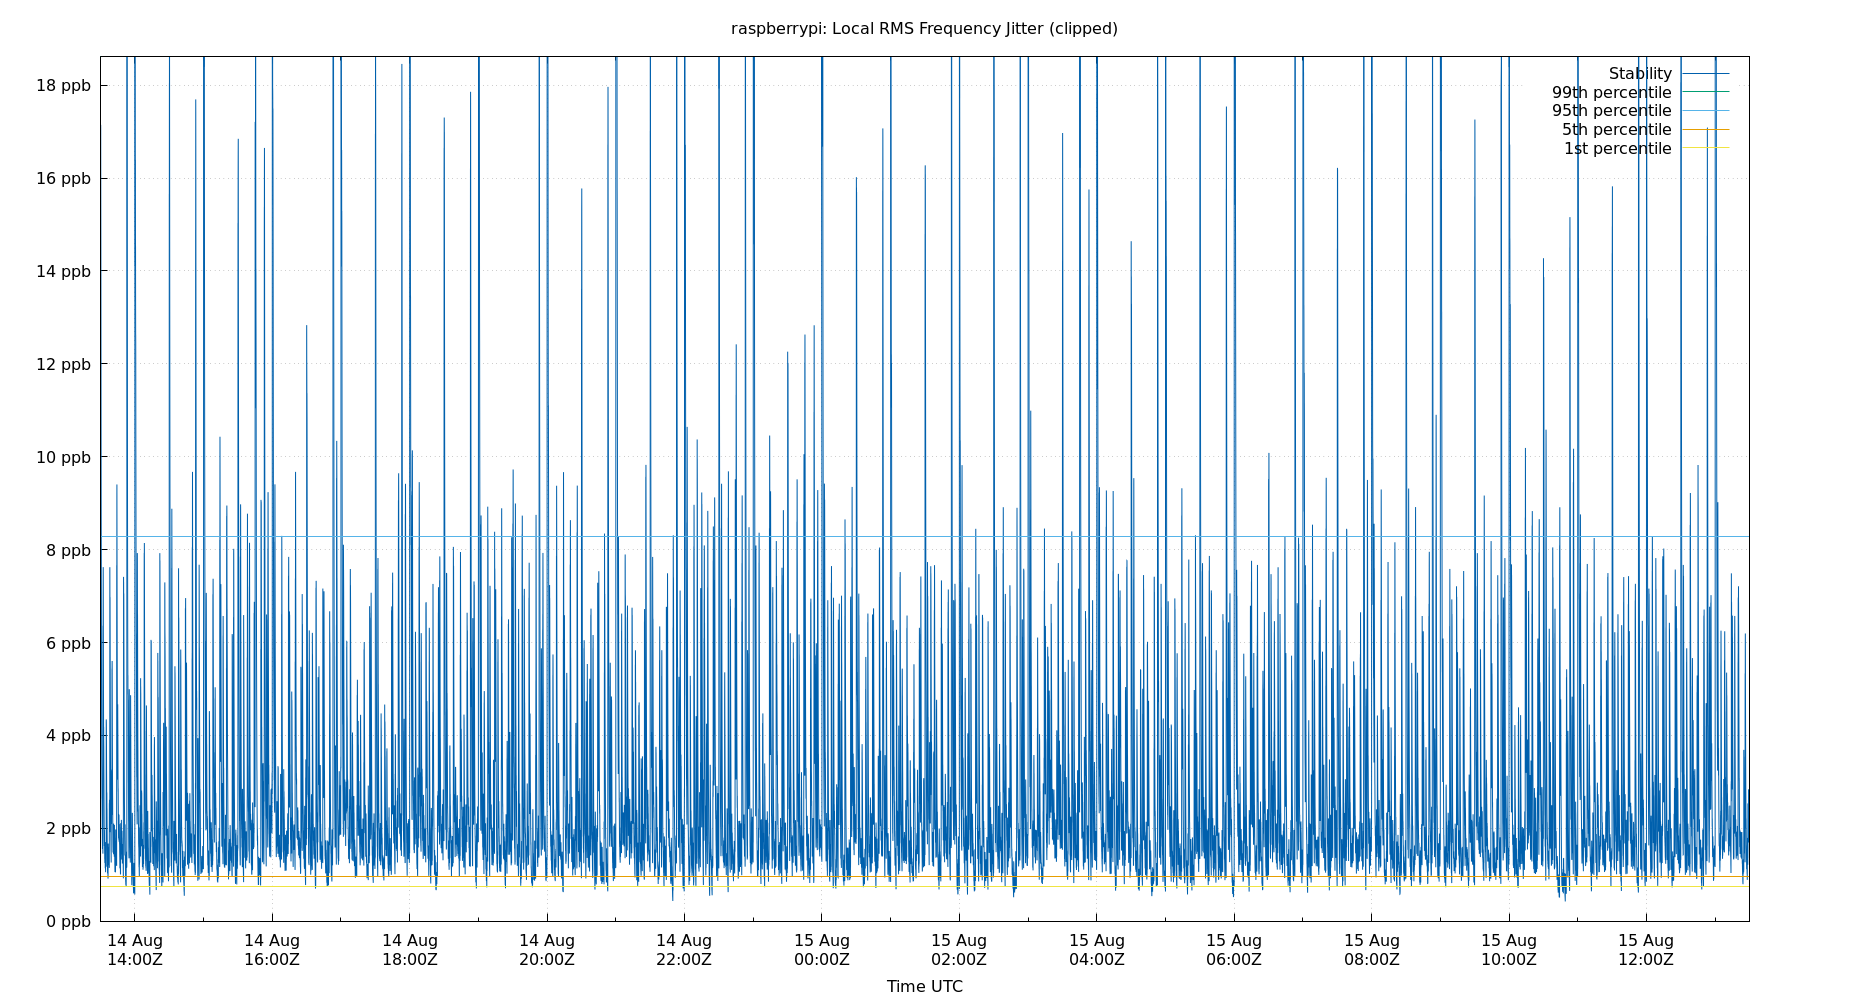 raspberrypi: Local RMS Frequency Jitter (clipped)
18 ppb
16 ppb
14 ppb
12 ppb
10 ppb
8 ppb
6 ppb
4 ppb
2 ppb
0 ppb
Stability
99th percentile
95th percentile
5th percentile
1st percentile
14 Aug 14 Aug 14 Aug 14 Aug 14 Aug 15 Aug 15 Aug 15 Aug 15 Aug 15 Aug 15 Aug 15 Aug
14:00Z 16:00Z 18:00Z 20:00Z 22:00Z 00:00Z 02:00Z 04:00Z 06:00Z 08:00Z 10:00Z 12:00Z
Time UTC